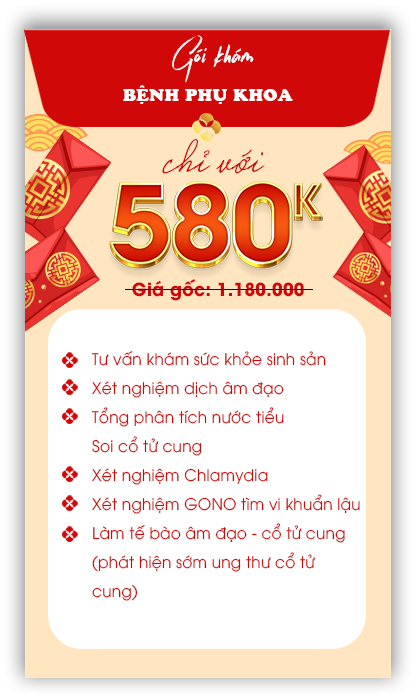 Gói khám
BỆNH PHỤ KHOA
chỉ với
580K
Giá gốc: 1.180.000
Tư vấn khám sức khỏe sinh sản
Xét nghiệm dịch âm đạo
Tổng phân tích nước tiểu
Soi cổ tử cung
Xét nghiệm Chlamydia
Xét nghiệm GONO tìm vi khuẩn lậu
Làm tế bào âm đạo - cổ tử cung
(phát hiện sớm ung thư cổ tử
cung)